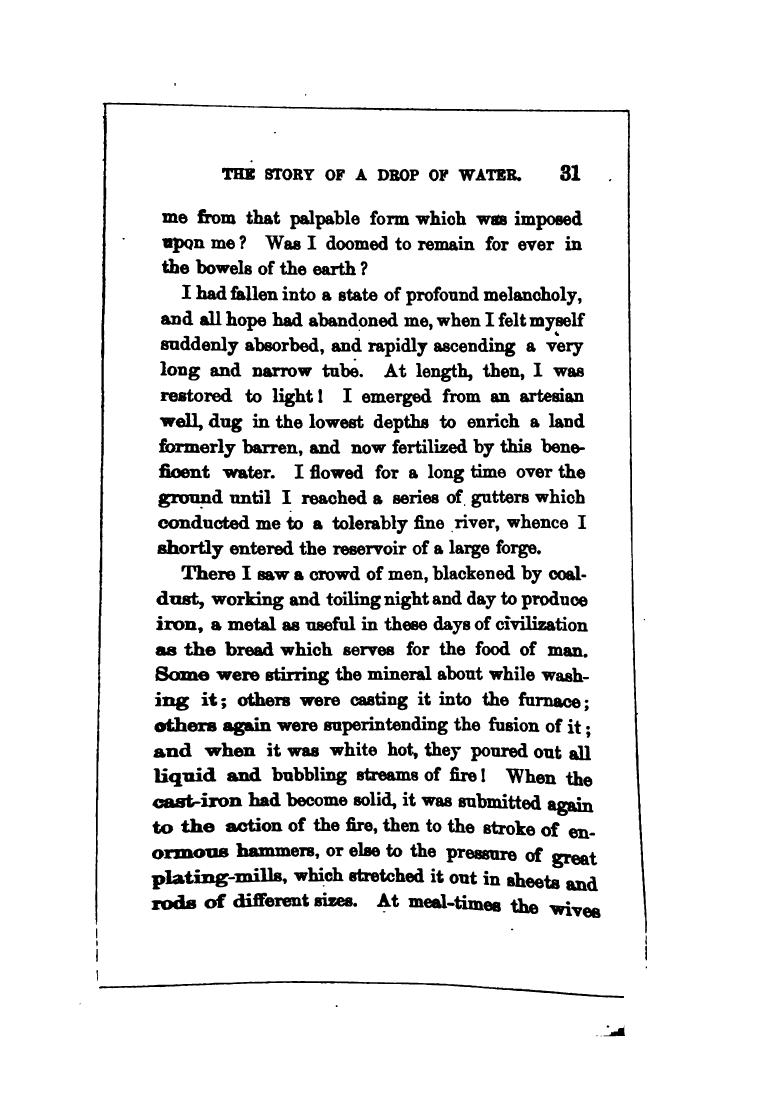 THE STORY OF A DROP OF WATER. 31
me from that palpable form which was imposed
upon me? Was I doomed to remain for ever in
the bowels of the earth?
I had fallen into a state of profound melancholy,
and all hope had abandoned me, when I felt myself
suddenly absorbed, and rapidly ascending a very
long and narrow tube. At length, then, I was
restored to light! I emerged from an artesian
well, dug in the lowest depths to enrich a land
formerly barren, and now fertilized by this bene-
ficent water. I flowed for a long time over the
ground until I reached a series of gutters which
conducted me to a tolerably fine river, whence I
shortly entered the reservoir of a large forge.
There I saw a crowd of men, blackened by coal-
dust, working and toiling night and day to produce
iron, a metal as useful in these days of civilization
as the bread which serves for the food of man.
Some were stirring the mineral about while wash-
ing it; others were casting it into the furnace;
others again were superintending the fusion of it;
and when it was white hot, they poured out all
liquid and bubbling streams of fire! When the
cast-iron had become solid, it was submitted again
to the action of the fire, then to the stroke of en-
ormous hammers, or else to the pressure of great
plating-mills, which stretched it out in sheets and
rods of different sizes. At meal-times the wives